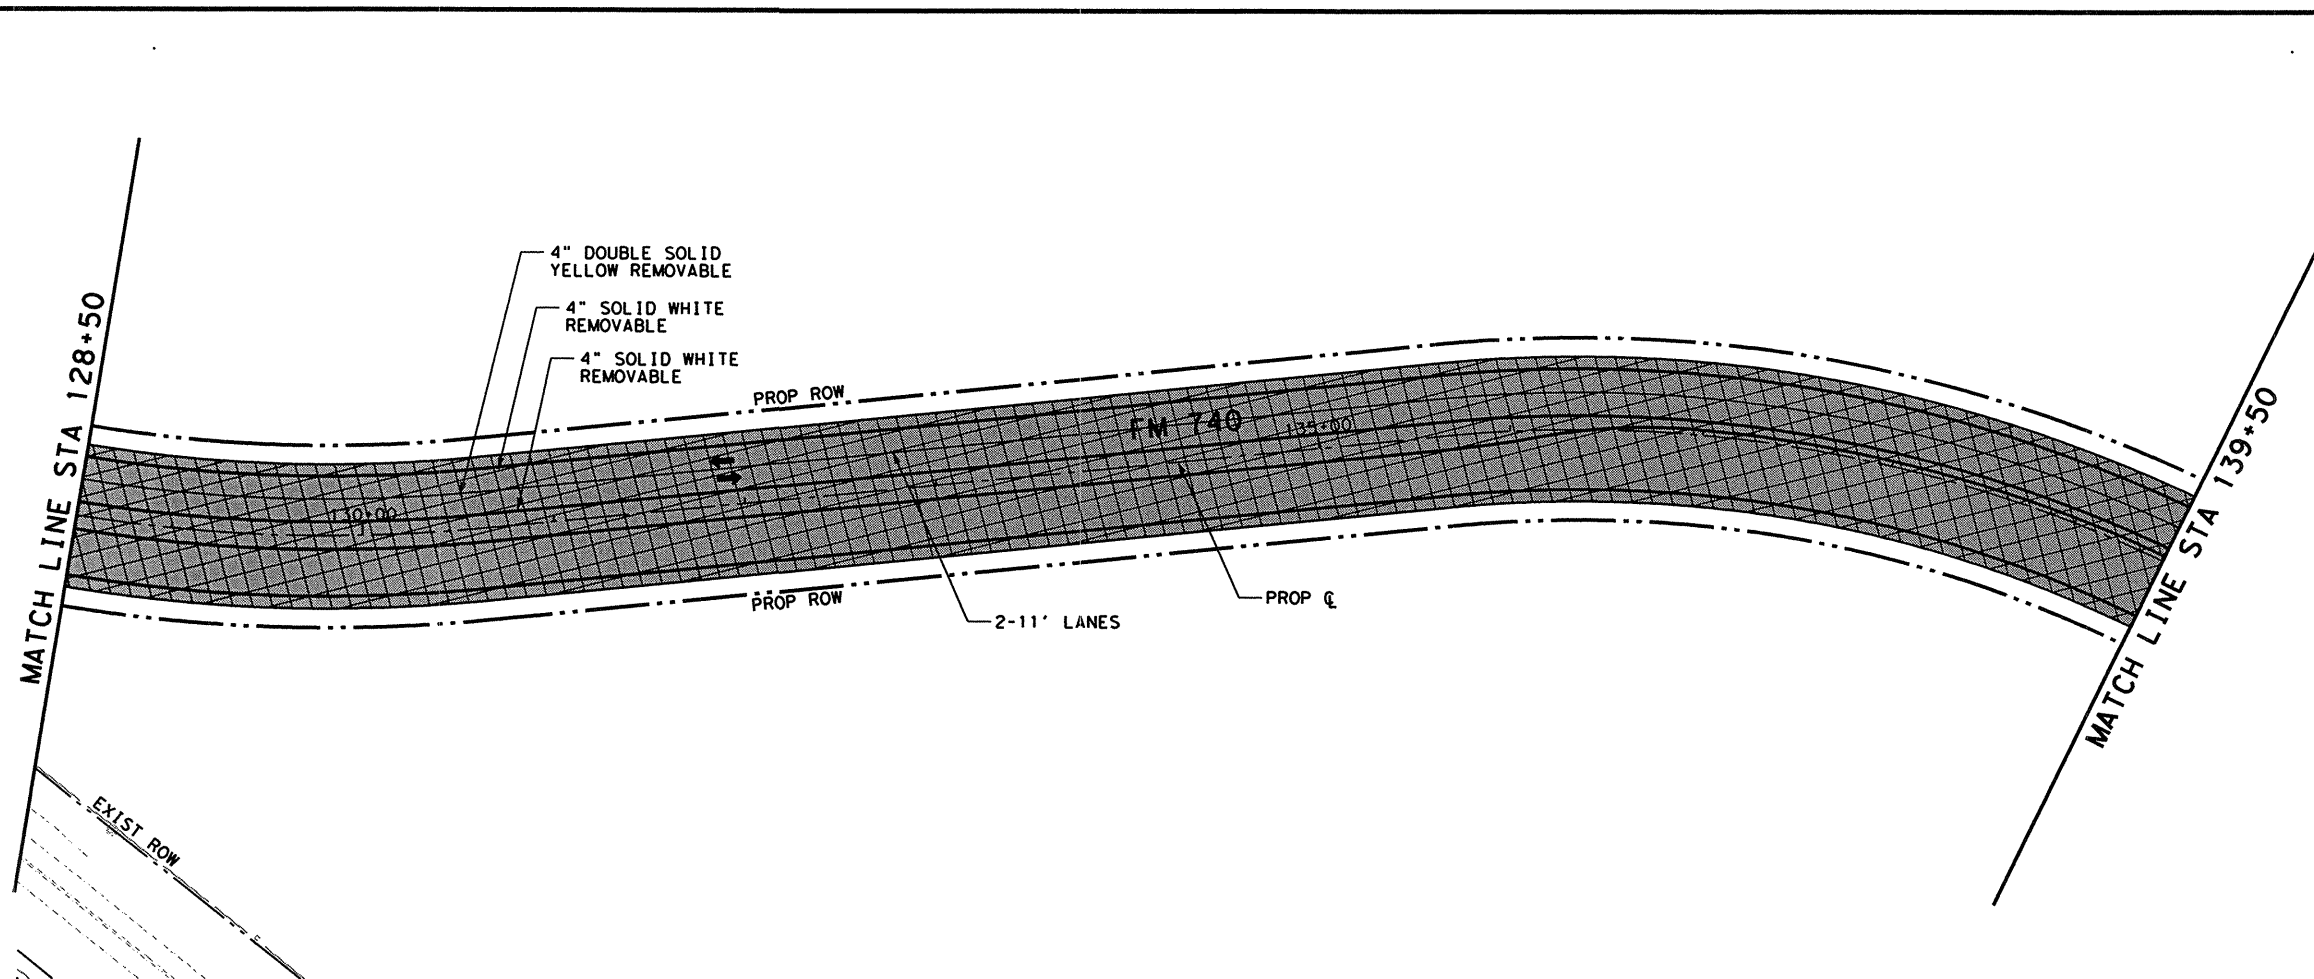 4" DOUBLE SOLID
YELLOW REMOVABLE
4" SOLID WHITE
REMOVABLE
4" SOLID WHITE
REMOVABLE
MATCH LINE STA 128+50
PROP ROW
FM 740
135+00
130+00
MATCH LINE STA 139+50
PROP ROW
PROP ℄
2-11' LANES
EXIST ROW